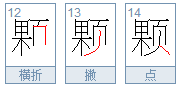 12 13 14
颗 颗 颗
横折 撇 点